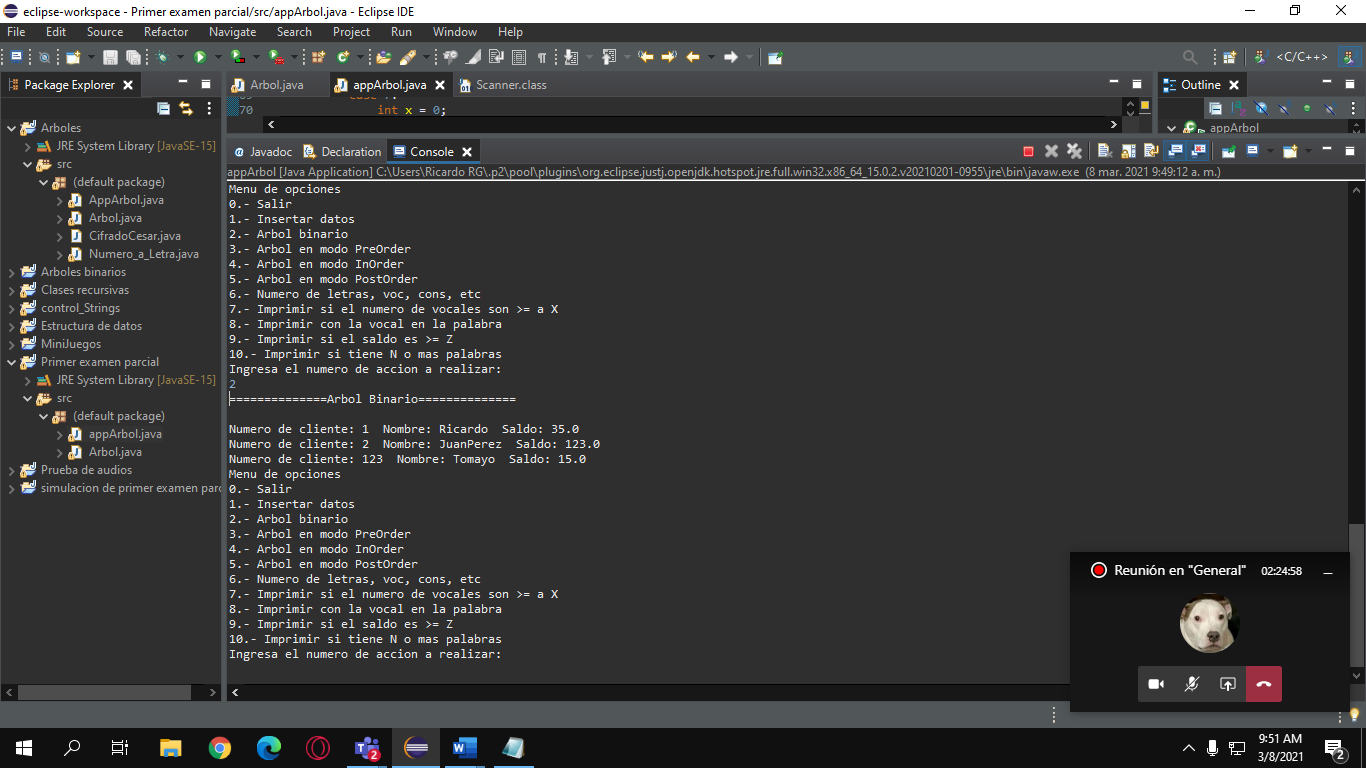 eclipse-workspace - Primer examen parcial/src/appArbol.java - Eclipse IDE
File Edit Source Refactor Navigate Search Project Run Window Help
<C/C++>
Package Explorer
Arbol.java
appArbol.java
Scanner.class
Outline
70 int x = 0;
appArbol
Arboles
JRE System Library [JavaSE-15]
src
(default package)
AppArbol.java
Arbol.java
CifradoCesar.java
Numero_a_Letra.java
Arboles binarios
Clases recursivas
control_Strings
Estructura de datos
MiniJuegos
Primer examen parcial
JRE System Library [JavaSE-15]
src
(default package)
appArbol.java
Arbol.java
Prueba de audios
simulacion de primer examen parc
@ Javadoc Declaration Console
appArbol [Java Application] C:\Users\Ricardo RG\.p2\pool\plugins\org.eclipse.justj.openjdk.hotspot.jre.full.win32.x86_64_15.0.2.v20210201-0955\jre\bin\javaw.exe (8 mar. 2021 9:49:12 a. m.)
Menu de opciones
0.- Salir
1.- Insertar datos
2.- Arbol binario
3.- Arbol en modo PreOrder
4.- Arbol en modo InOrder
5.- Arbol en modo PostOrder
6.- Numero de letras, voc, cons, etc
7.- Imprimir si el numero de vocales son >= a X
8.- Imprimir con la vocal en la palabra
9.- Imprimir si el saldo es >= Z
10.- Imprimir si tiene N o mas palabras
Ingresa el numero de accion a realizar:
2
==============Arbol Binario==============
Numero de cliente: 1  Nombre: Ricardo  Saldo: 35.0
Numero de cliente: 2  Nombre: JuanPerez  Saldo: 123.0
Numero de cliente: 123  Nombre: Tomayo  Saldo: 15.0
Menu de opciones
0.- Salir
1.- Insertar datos
2.- Arbol binario
3.- Arbol en modo PreOrder
4.- Arbol en modo InOrder
5.- Arbol en modo PostOrder
6.- Numero de letras, voc, cons, etc
7.- Imprimir si el numero de vocales son >= a X
8.- Imprimir con la vocal en la palabra
9.- Imprimir si el saldo es >= Z
10.- Imprimir si tiene N o mas palabras
Ingresa el numero de accion a realizar:
Reunión en "General" 02:24:58
2
9:51 AM
3/8/2021
2